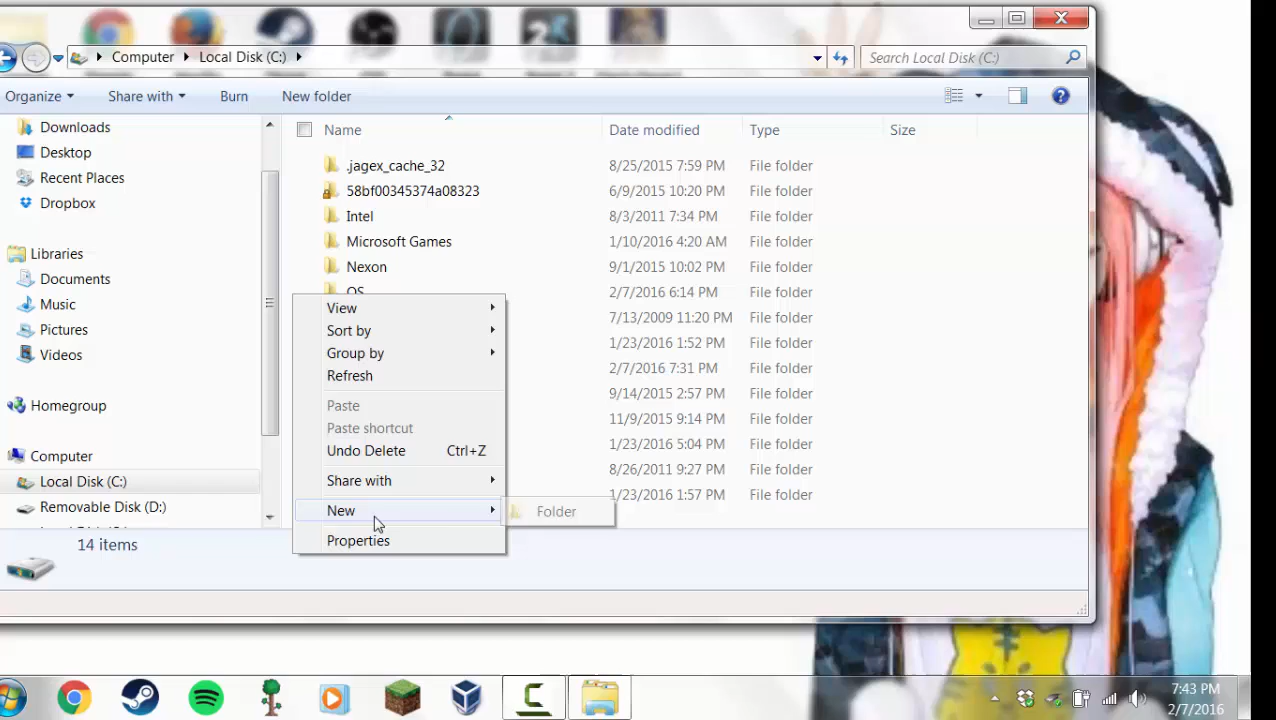 Computer Local Disk (C:) Search Local Disk (C:)
Organize Share with Burn New folder
Name Date modified Type Size
Downloads
Desktop
Recent Places
Dropbox
Libraries
Documents
Music
Pictures
Videos
Homegroup
Computer
Local Disk (C:)
Removable Disk (D:)
.jagex_cache_32 8/25/2015 7:59 PM File folder
58bf00345374a08323 6/9/2015 10:20 PM File folder
Intel 8/3/2011 7:34 PM File folder
Microsoft Games 1/10/2016 4:20 AM File folder
Nexon 9/1/2015 10:02 PM File folder
OS 2/7/2016 6:14 PM File folder
7/13/2009 11:20 PM File folder
1/23/2016 1:52 PM File folder
2/7/2016 7:31 PM File folder
9/14/2015 2:57 PM File folder
11/9/2015 9:14 PM File folder
1/23/2016 5:04 PM File folder
8/26/2011 9:27 PM File folder
1/23/2016 1:57 PM File folder
View
Sort by
Group by
Refresh
Paste
Paste shortcut
Undo Delete Ctrl+Z
Share with
New
Folder
Properties
14 items
7:43 PM
2/7/2016